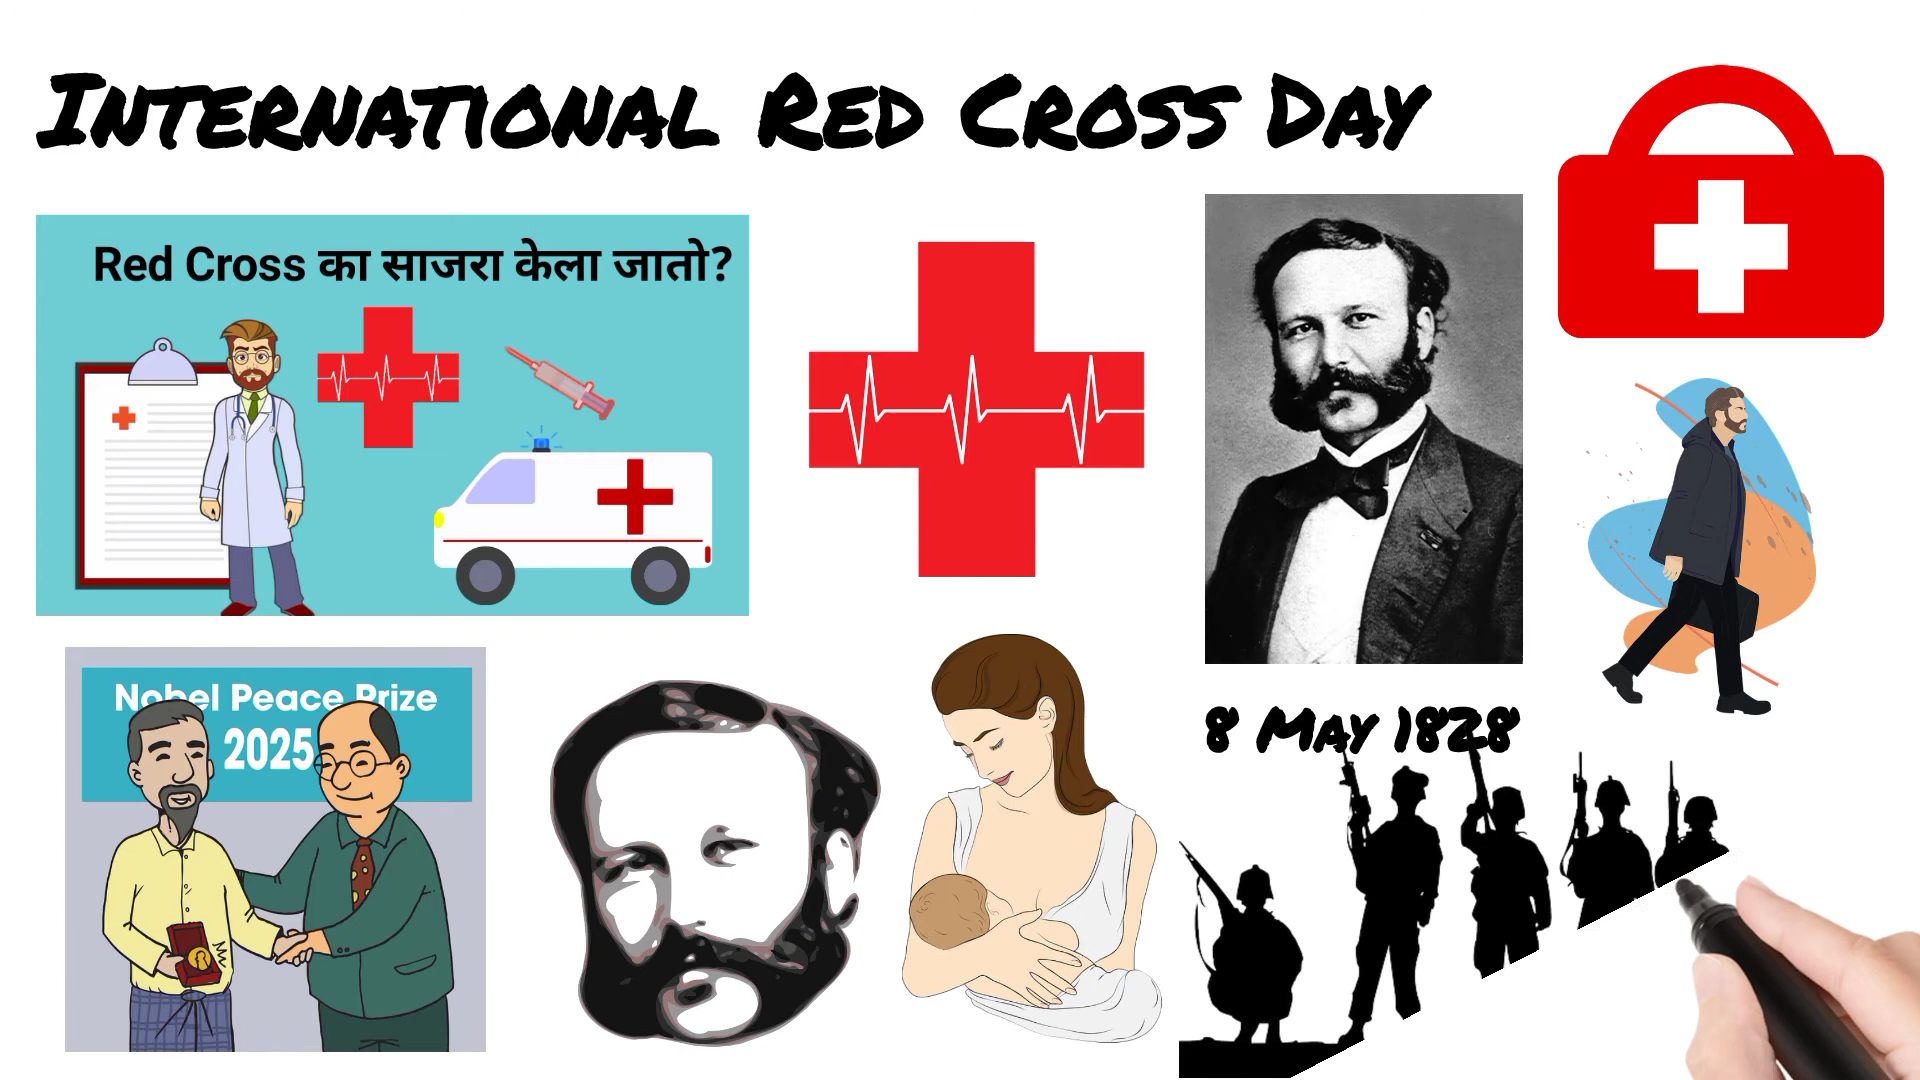 International Red Cross Day
Red Cross का साजरा केला जातो?
Nobel Peace Prize
2025
8 May 1828